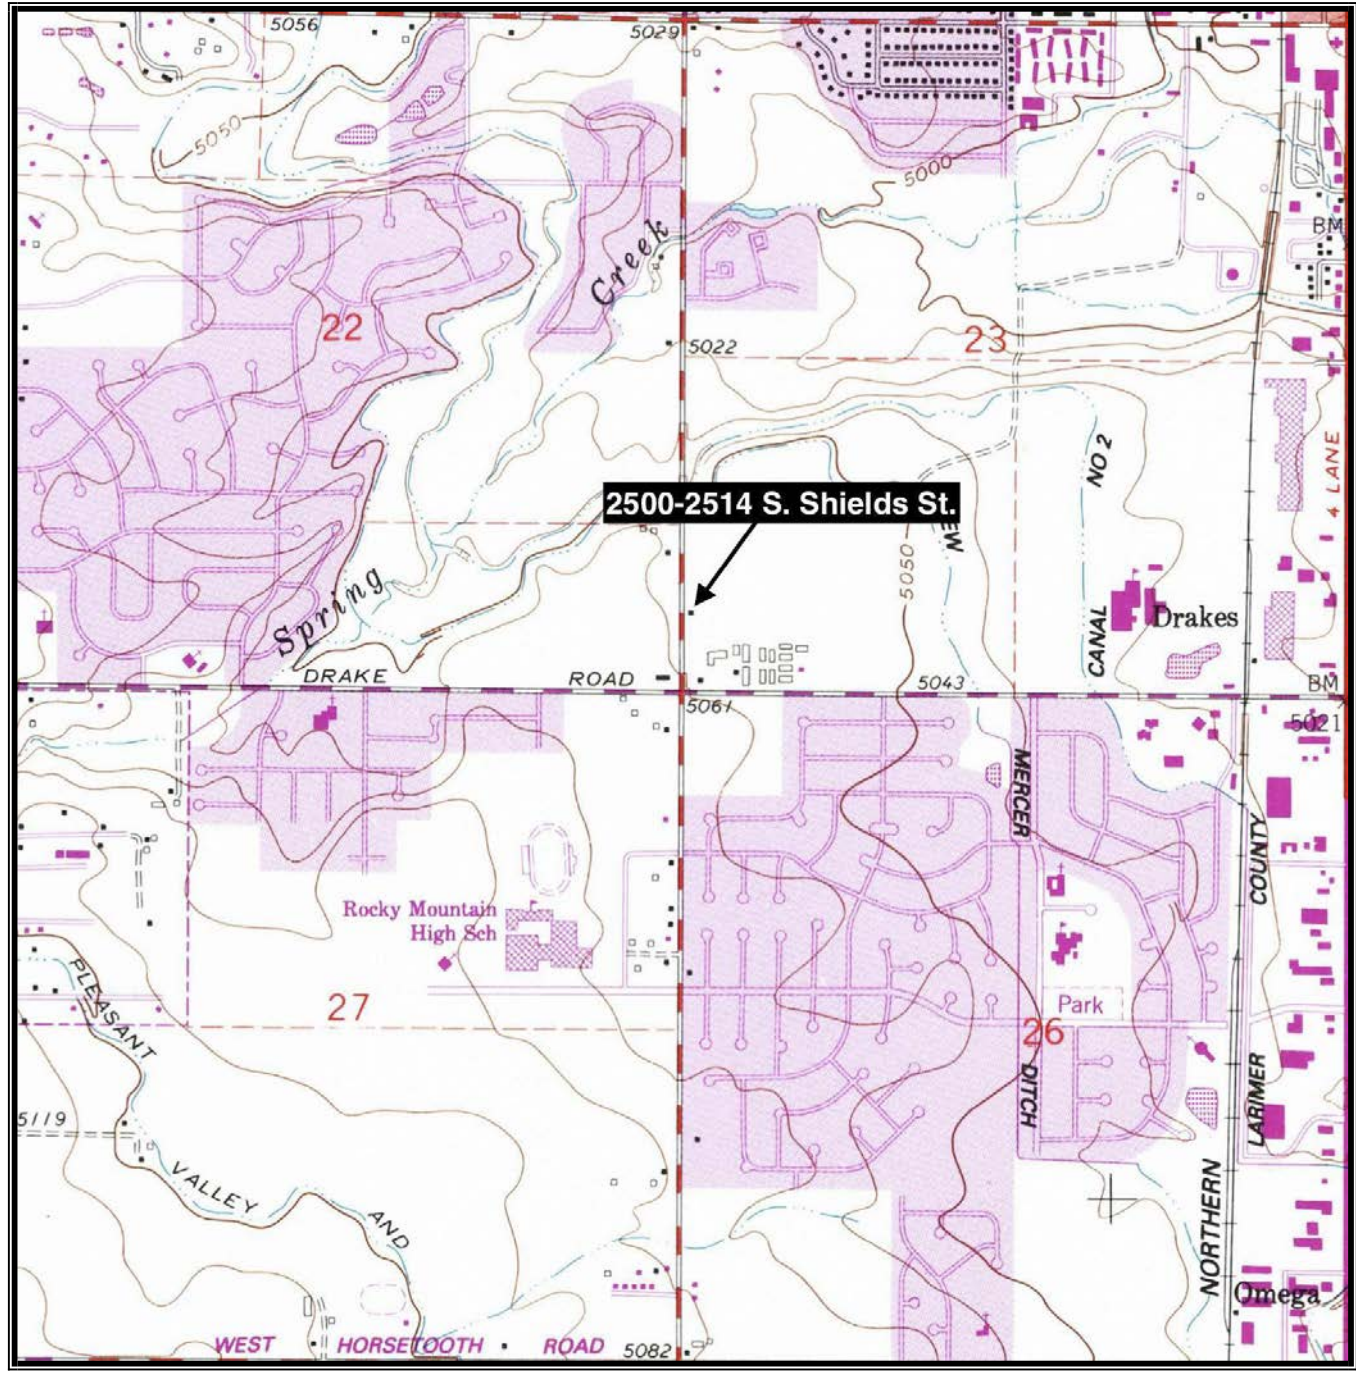 5056
5029
5050
5000
BM
Creek
22
23
5022
4 LANE
NO 2
2500-2514 S. Shields St.
EW
5050
Spring
CANAL
Drakes
DRAKE ROAD
5043
BM
5061
5021
MERCER
COUNTY
Rocky Mountain
High Sch
PLEASANT
27
Park
26
DITCH
LARIMER
5119
VALLEY
AND
NORTHERN
Omega
WEST HORSETOOTH ROAD
5082